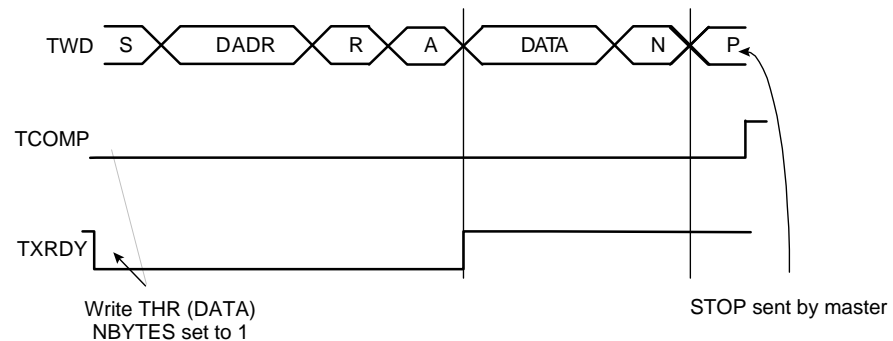 TWD S DADR R A DATA N P
TCOMP
TXRDY
Write THR (DATA)
NBYTES set to 1
STOP sent by master